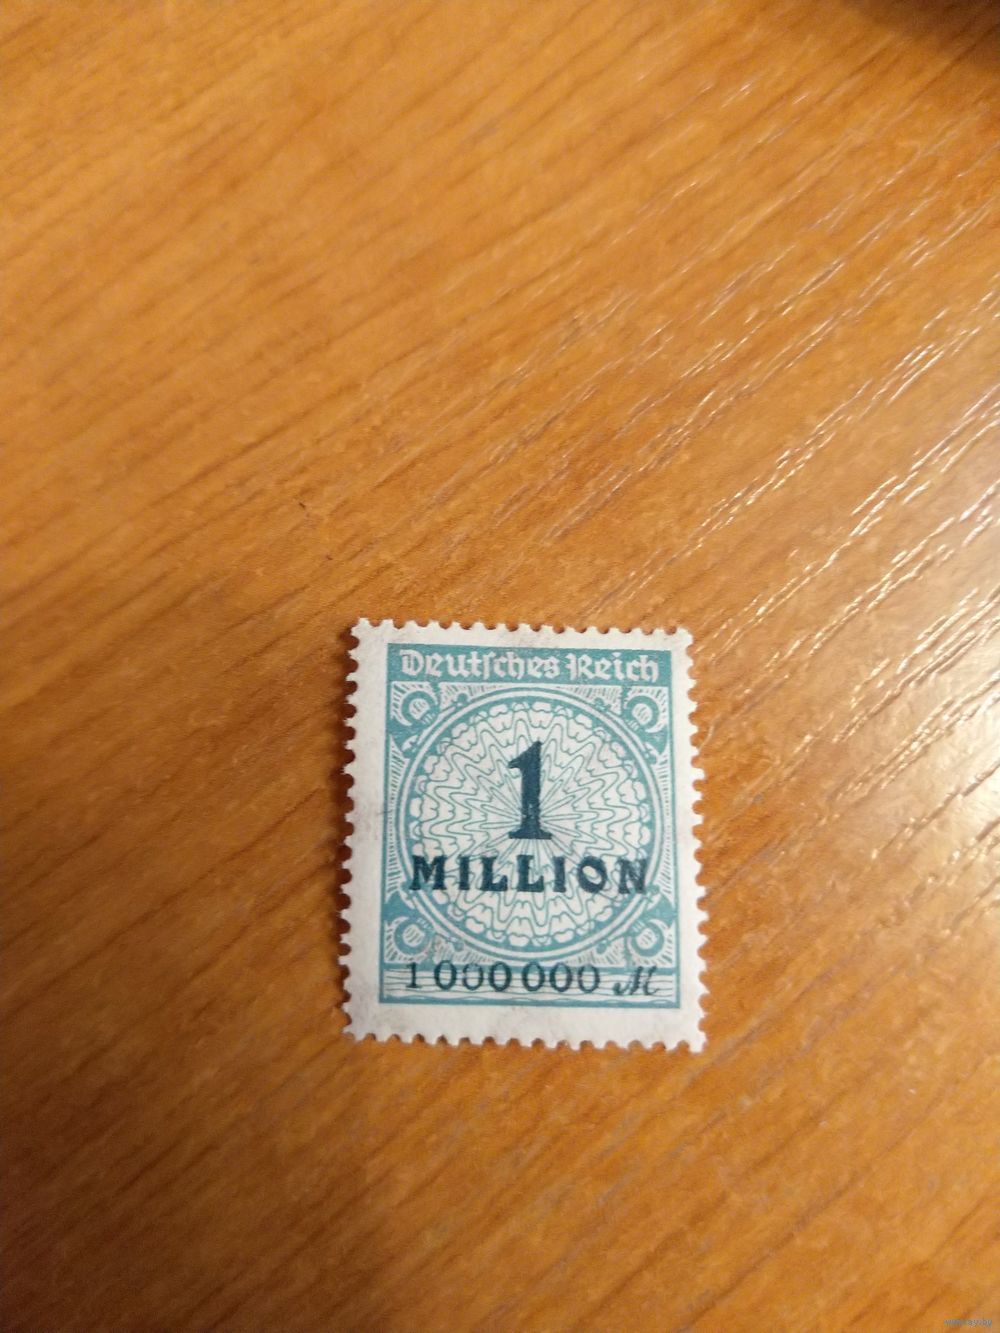 Deutsches Reich
1
MILLION
1000000 M